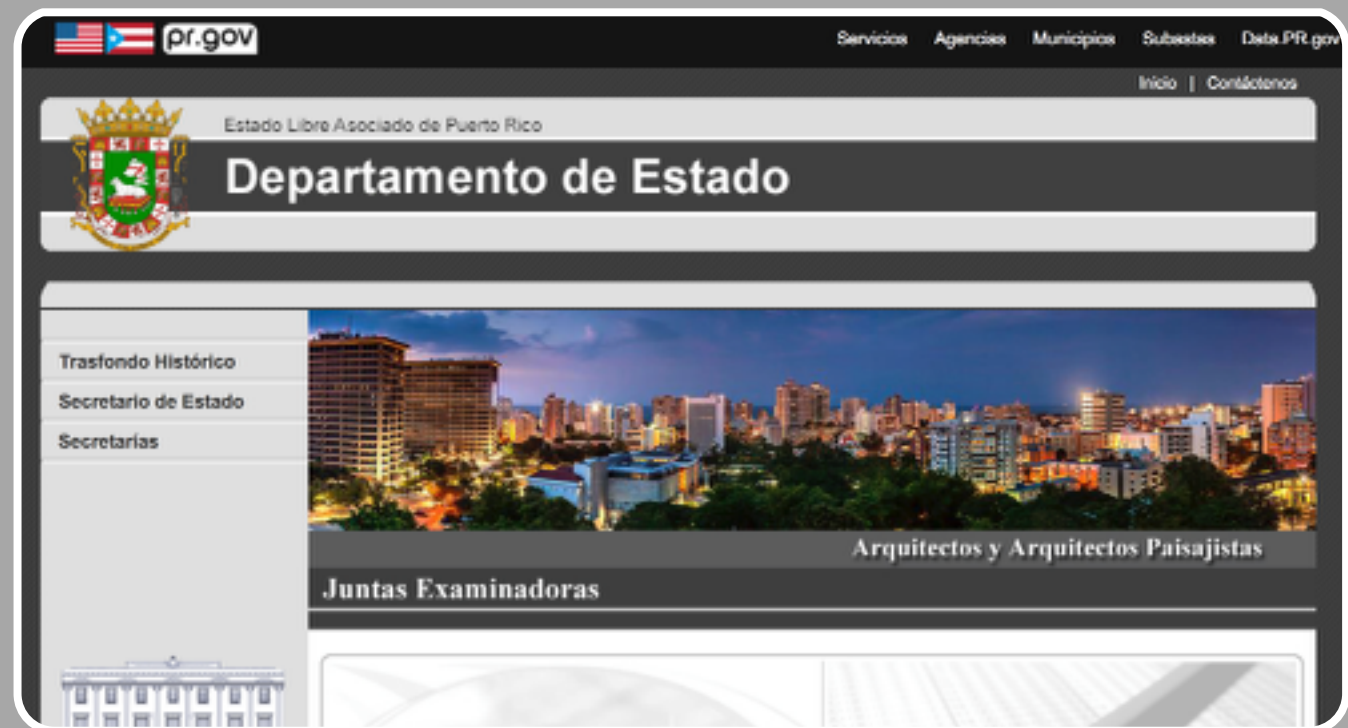 pr.gov
Servicios Agencias Municipios Subastas Data.PR.gov
Inicio | Contáctenos
Estado Libre Asociado de Puerto Rico
Departamento de Estado
Trasfondo Histórico
Secretario de Estado
Secretarías
Arquitectos y Arquitectos Paisajistas
Juntas Examinadoras